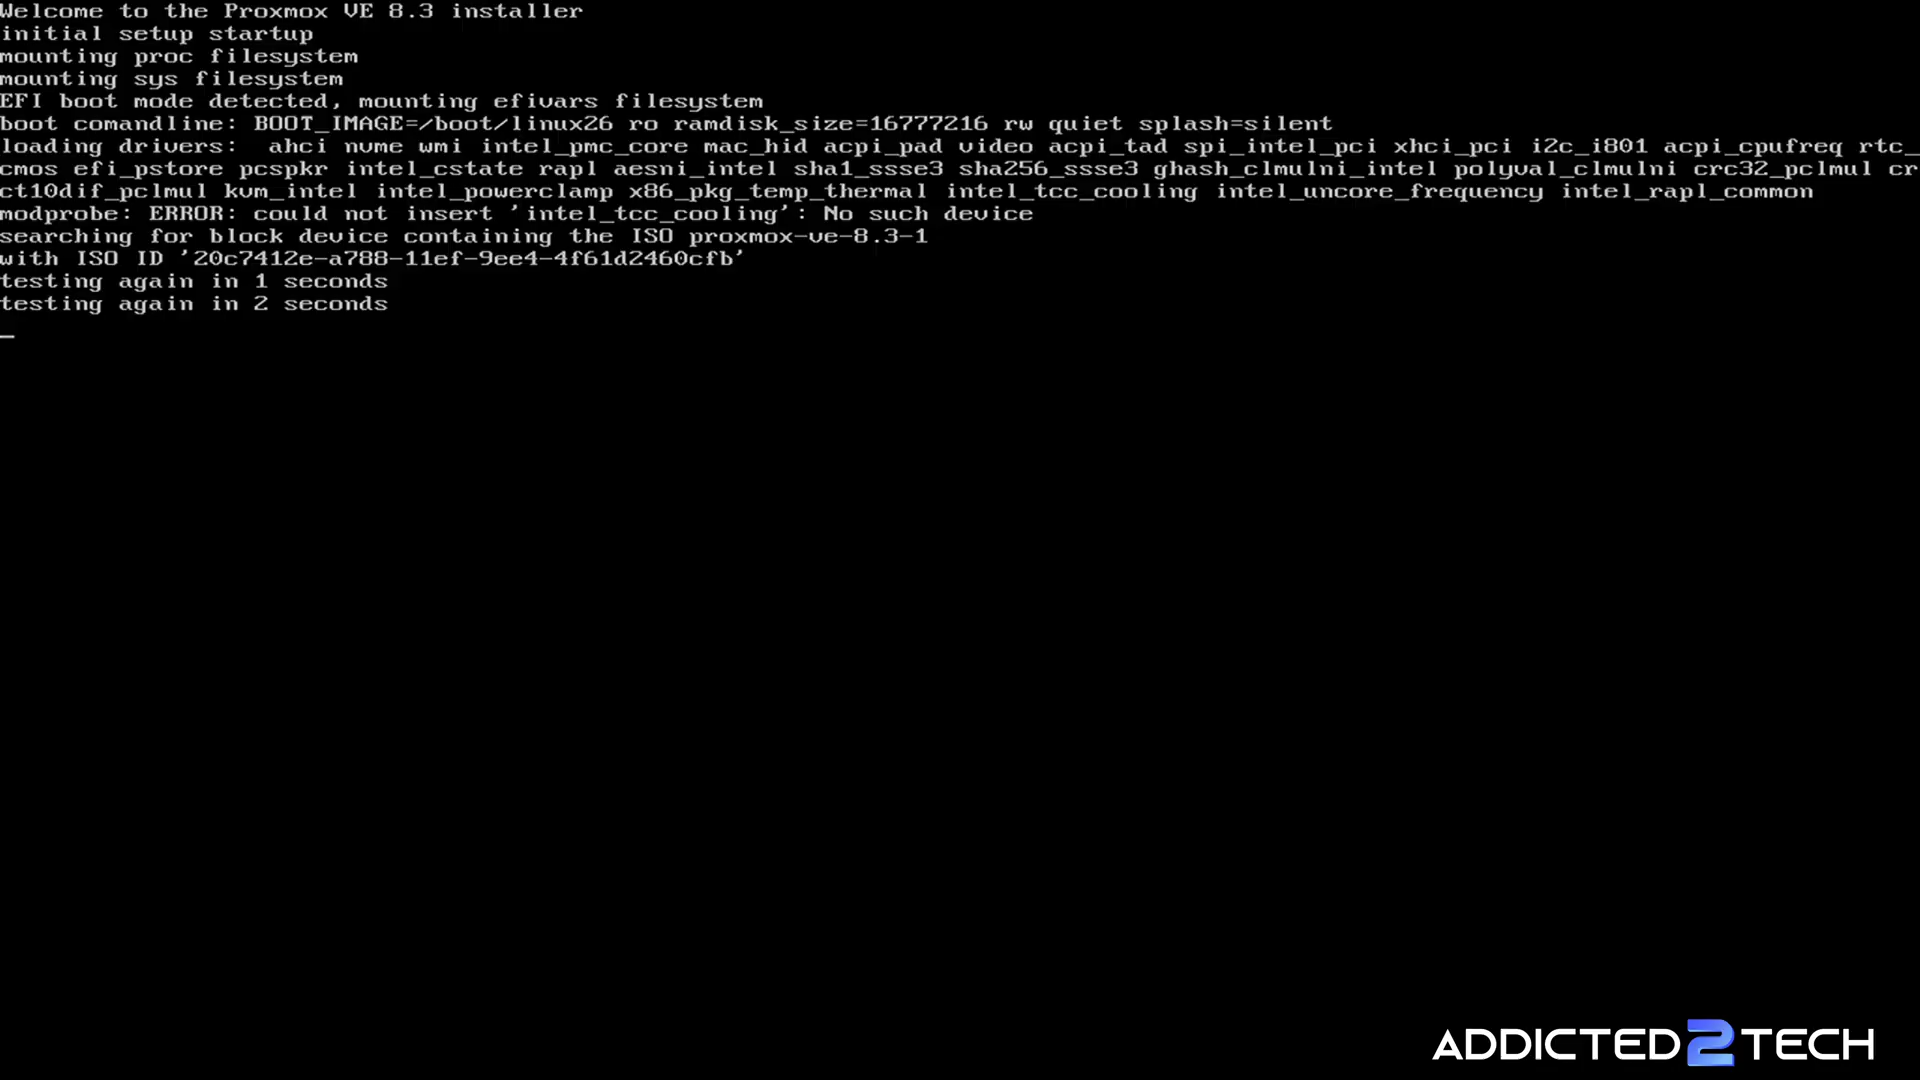 Welcome to the Proxmox VE 8.3 installer
initial setup startup
mounting proc filesystem
mounting sys filesystem
EFI boot mode detected, mounting efivars filesystem
boot comandline: BOOT_IMAGE=/boot/linux26 ro ramdisk_size=16777216 rw quiet splash=silent
loading drivers:  ahci nvme wmi intel_pmc_core mac_hid acpi_pad video acpi_tad spi_intel_pci xhci_pci i2c_i801 acpi_cpufreq rtc_
cmos efi_pstore pcspkr intel_cstate rapl aesni_intel sha1_ssse3 sha256_ssse3 ghash_clmulni_intel polyval_clmulni crc32_pclmul cr
ct10dif_pclmul kvm_intel intel_powerclamp x86_pkg_temp_thermal intel_tcc_cooling intel_uncore_frequency intel_rapl_common
modprobe: ERROR: could not insert 'intel_tcc_cooling': No such device
searching for block device containing the ISO proxmox-ve-8.3-1
with ISO ID '20c7412e-a788-11ef-9ee4-4f61d2460cfb'
testing again in 1 seconds
testing again in 2 seconds
ADDICTED2TECH